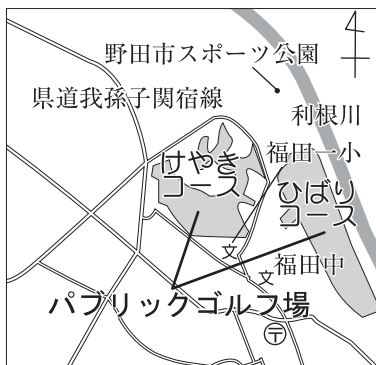 野田市スポーツ公園
県道我孫子関宿線
利根川
福田一小
けやき
コース
ひばり
コース
文
文
福田中
パブリックゴルフ場
〒